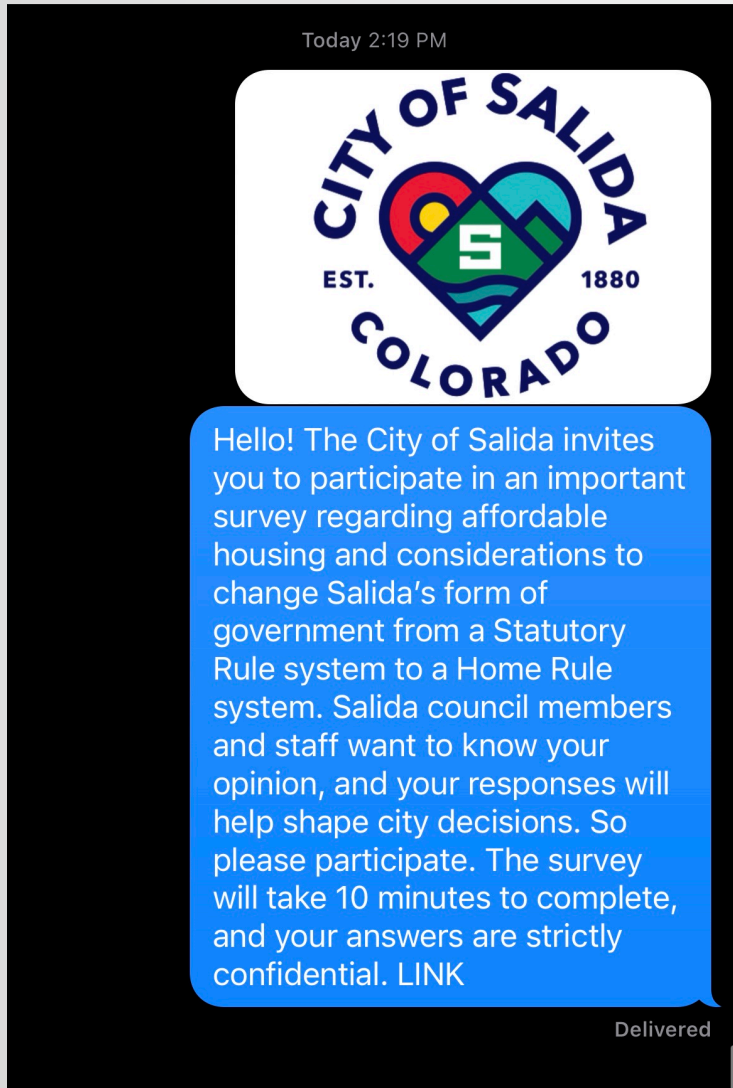 Today 2:19 PM
CITY OF SALIDA
EST. 1880
S
COLORADO
Hello! The City of Salida invites
you to participate in an important
survey regarding affordable
housing and considerations to
change Salida’s form of
government from a Statutory
Rule system to a Home Rule
system. Salida council members
and staff want to know your
opinion, and your responses will
help shape city decisions. So
please participate. The survey
will take 10 minutes to complete,
and your answers are strictly
confidential. LINK
Delivered